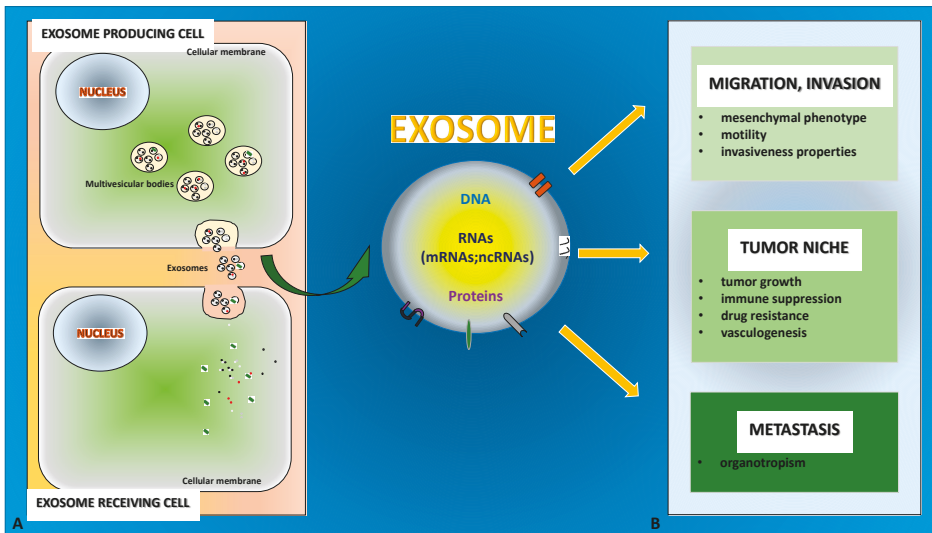 EXOSOME PRODUCING CELL
Cellular membrane
NUCLEUS
Multivesicular bodies
Exosomes
NUCLEUS
Cellular membrane
EXOSOME RECEIVING CELL
A
EXOSOME
DNA
RNAs
(mRNAs;ncRNAs)
Proteins
B
MIGRATION, INVASION
• mesenchymal phenotype
• motility
• invasiveness properties
TUMOR NICHE
• tumor growth
• immune suppression
• drug resistance
• vasculogenesis
METASTASIS
• organotropism